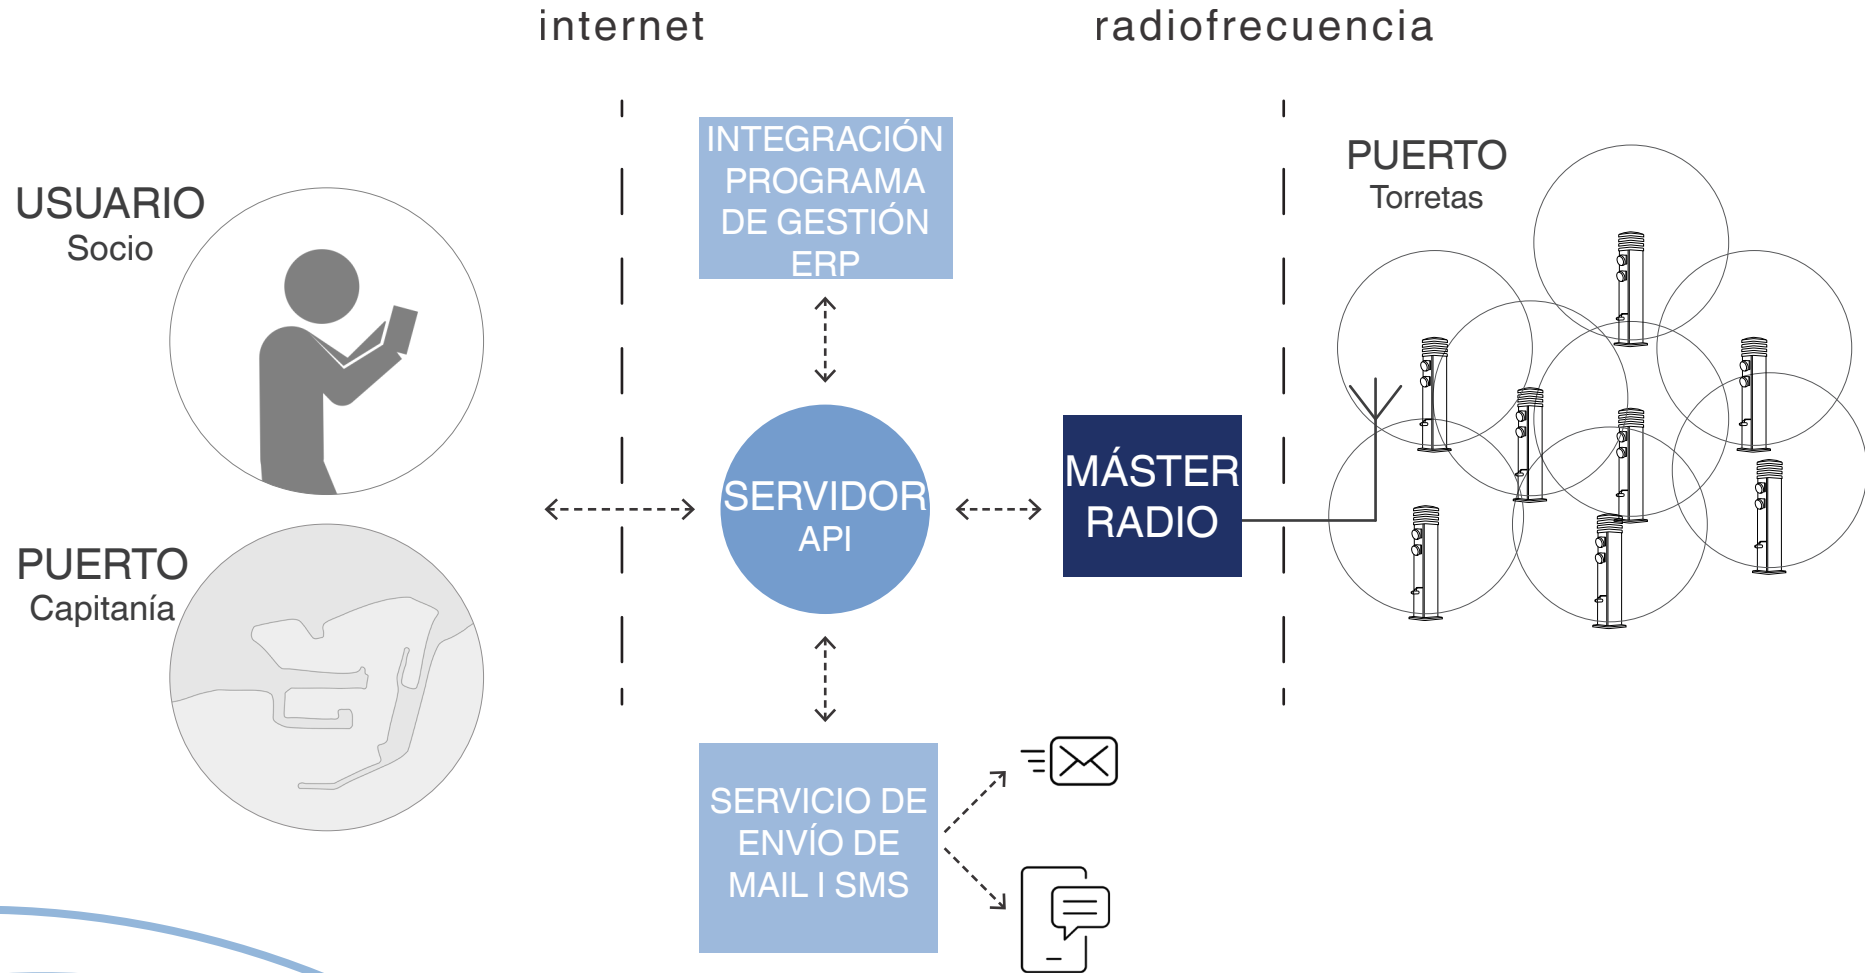 internet
radiofrecuencia
USUARIO
Socio
PUERTO
Capitanía
INTEGRACIÓN
PROGRAMA
DE GESTIÓN
ERP
SERVIDOR
API
SERVICIO DE
ENVÍO DE
MAIL I SMS
MÁSTER
RADIO
PUERTO
Torretas